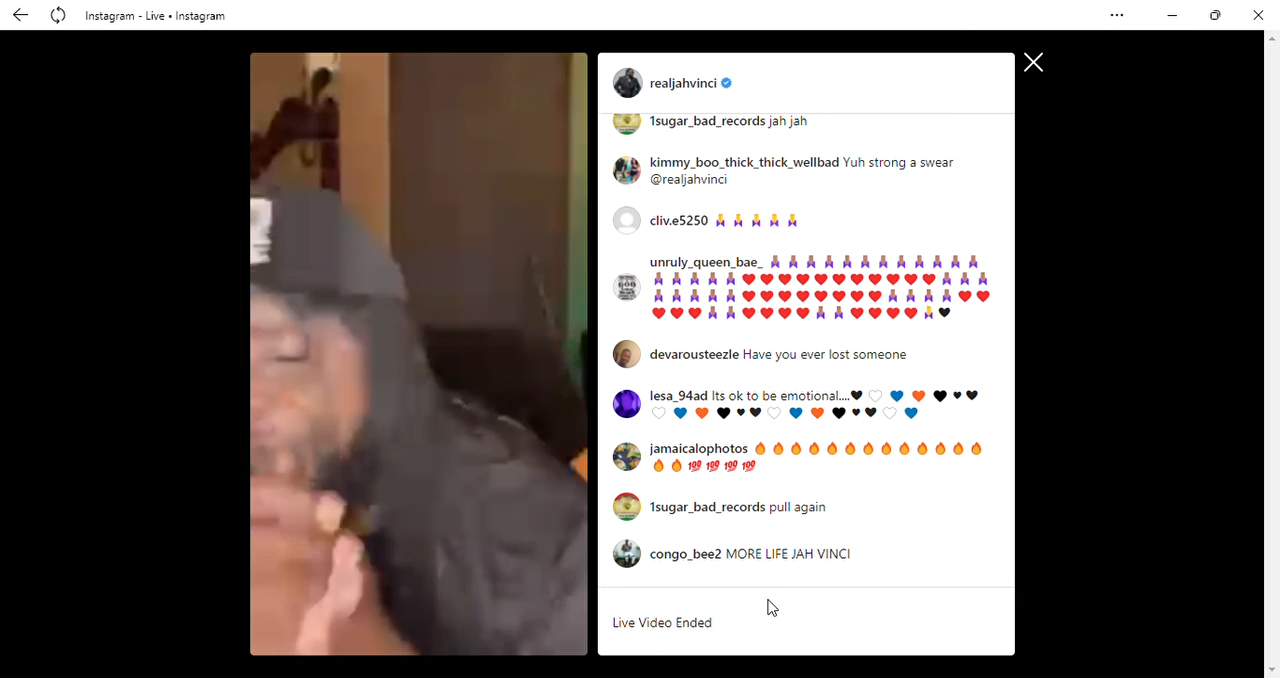 Instagram - Live • Instagram
realjahvinci
1sugar_bad_records jah jah
kimmy_boo_thick_thick_wellbad Yuh strong a swear
@realjahvinci
cliv.e5250
unruly_queen_bae_
devarousteezle Have you ever lost someone
lesa_94ad Its ok to be emotional....🖤 🤍 💙 🧡 🖤 🖤 🖤
🤍 💙 🧡 🖤 🖤 🖤 🤍 💙 🧡 🖤 🖤 🖤 🤍 💙
jamaicalophotos 🔥🔥🔥🔥🔥🔥🔥🔥🔥🔥🔥🔥🔥
🔥🔥💯💯💯💯
1sugar_bad_records pull again
congo_bee2 MORE LIFE JAH VINCI
Live Video Ended